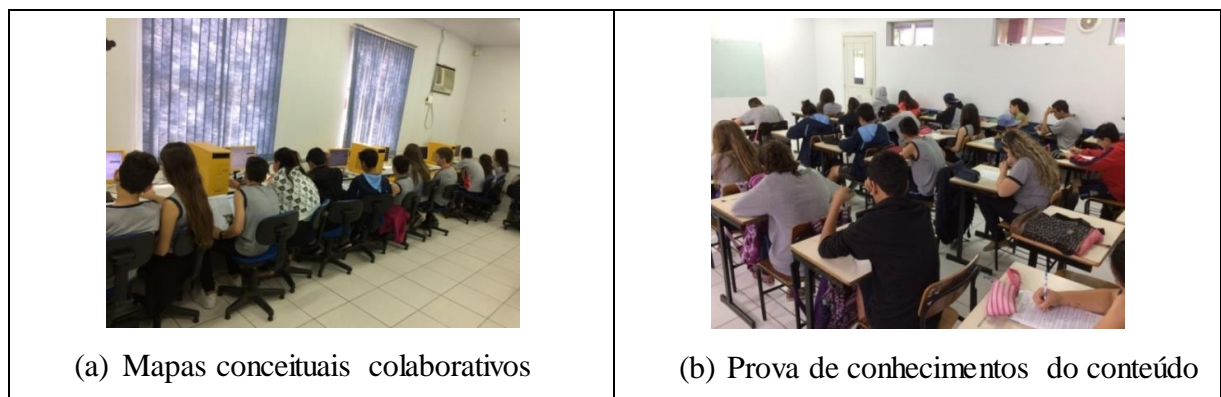 (a) Mapas conceituais colaborativos
(b) Prova de conhecimentos do conteúdo